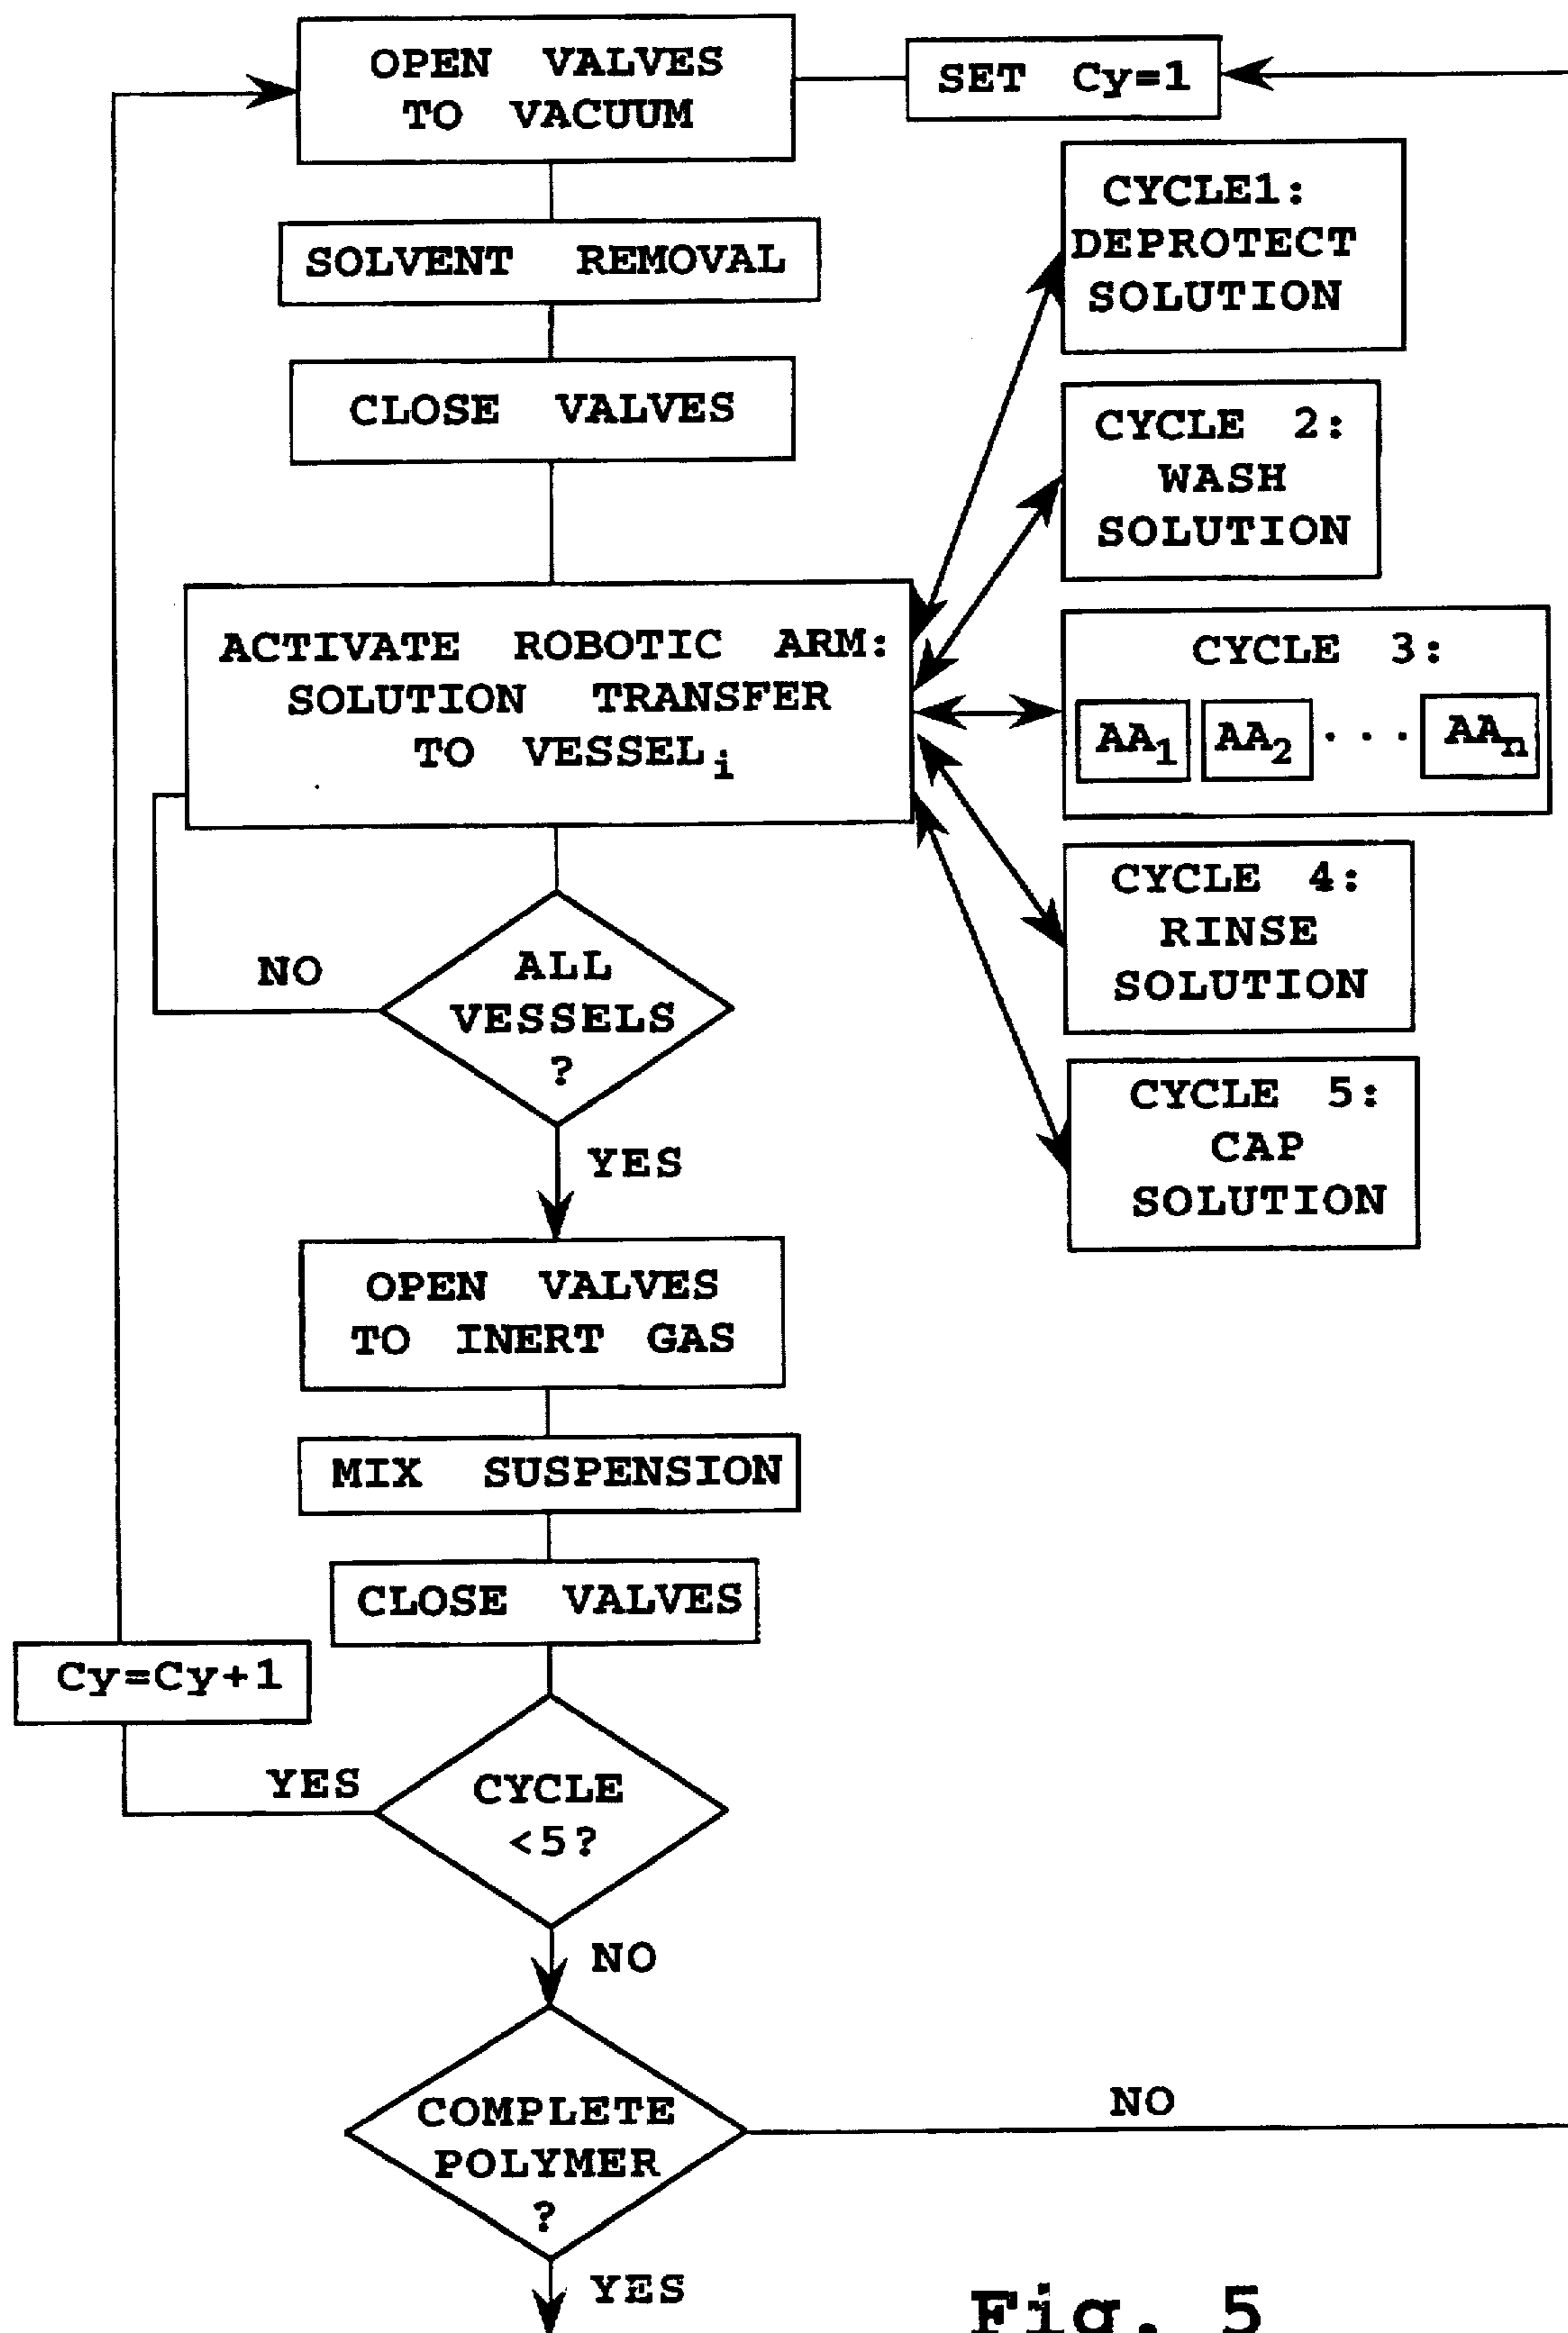 OPEN VALVES
TO VACUUM
SET Cy=1
SOLVENT REMOVAL
CLOSE VALVES
CYCLE1:
DEPROTECT
SOLUTION
CYCLE 2:
WASH
SOLUTION
ACTIVATE ROBOTIC ARM:
SOLUTION TRANSFER
TO VESSELi
CYCLE 3:
AA1 AA2 ... AAn
CYCLE 4:
RINSE
SOLUTION
NO
ALL
VESSELS
?
CYCLE 5:
CAP
SOLUTION
YES
OPEN VALVES
TO INERT GAS
MIX SUSPENSION
CLOSE VALVES
Cy=Cy+1
YES
CYCLE
<5?
NO
COMPLETE
POLYMER
?
NO
YES
Fig. 5